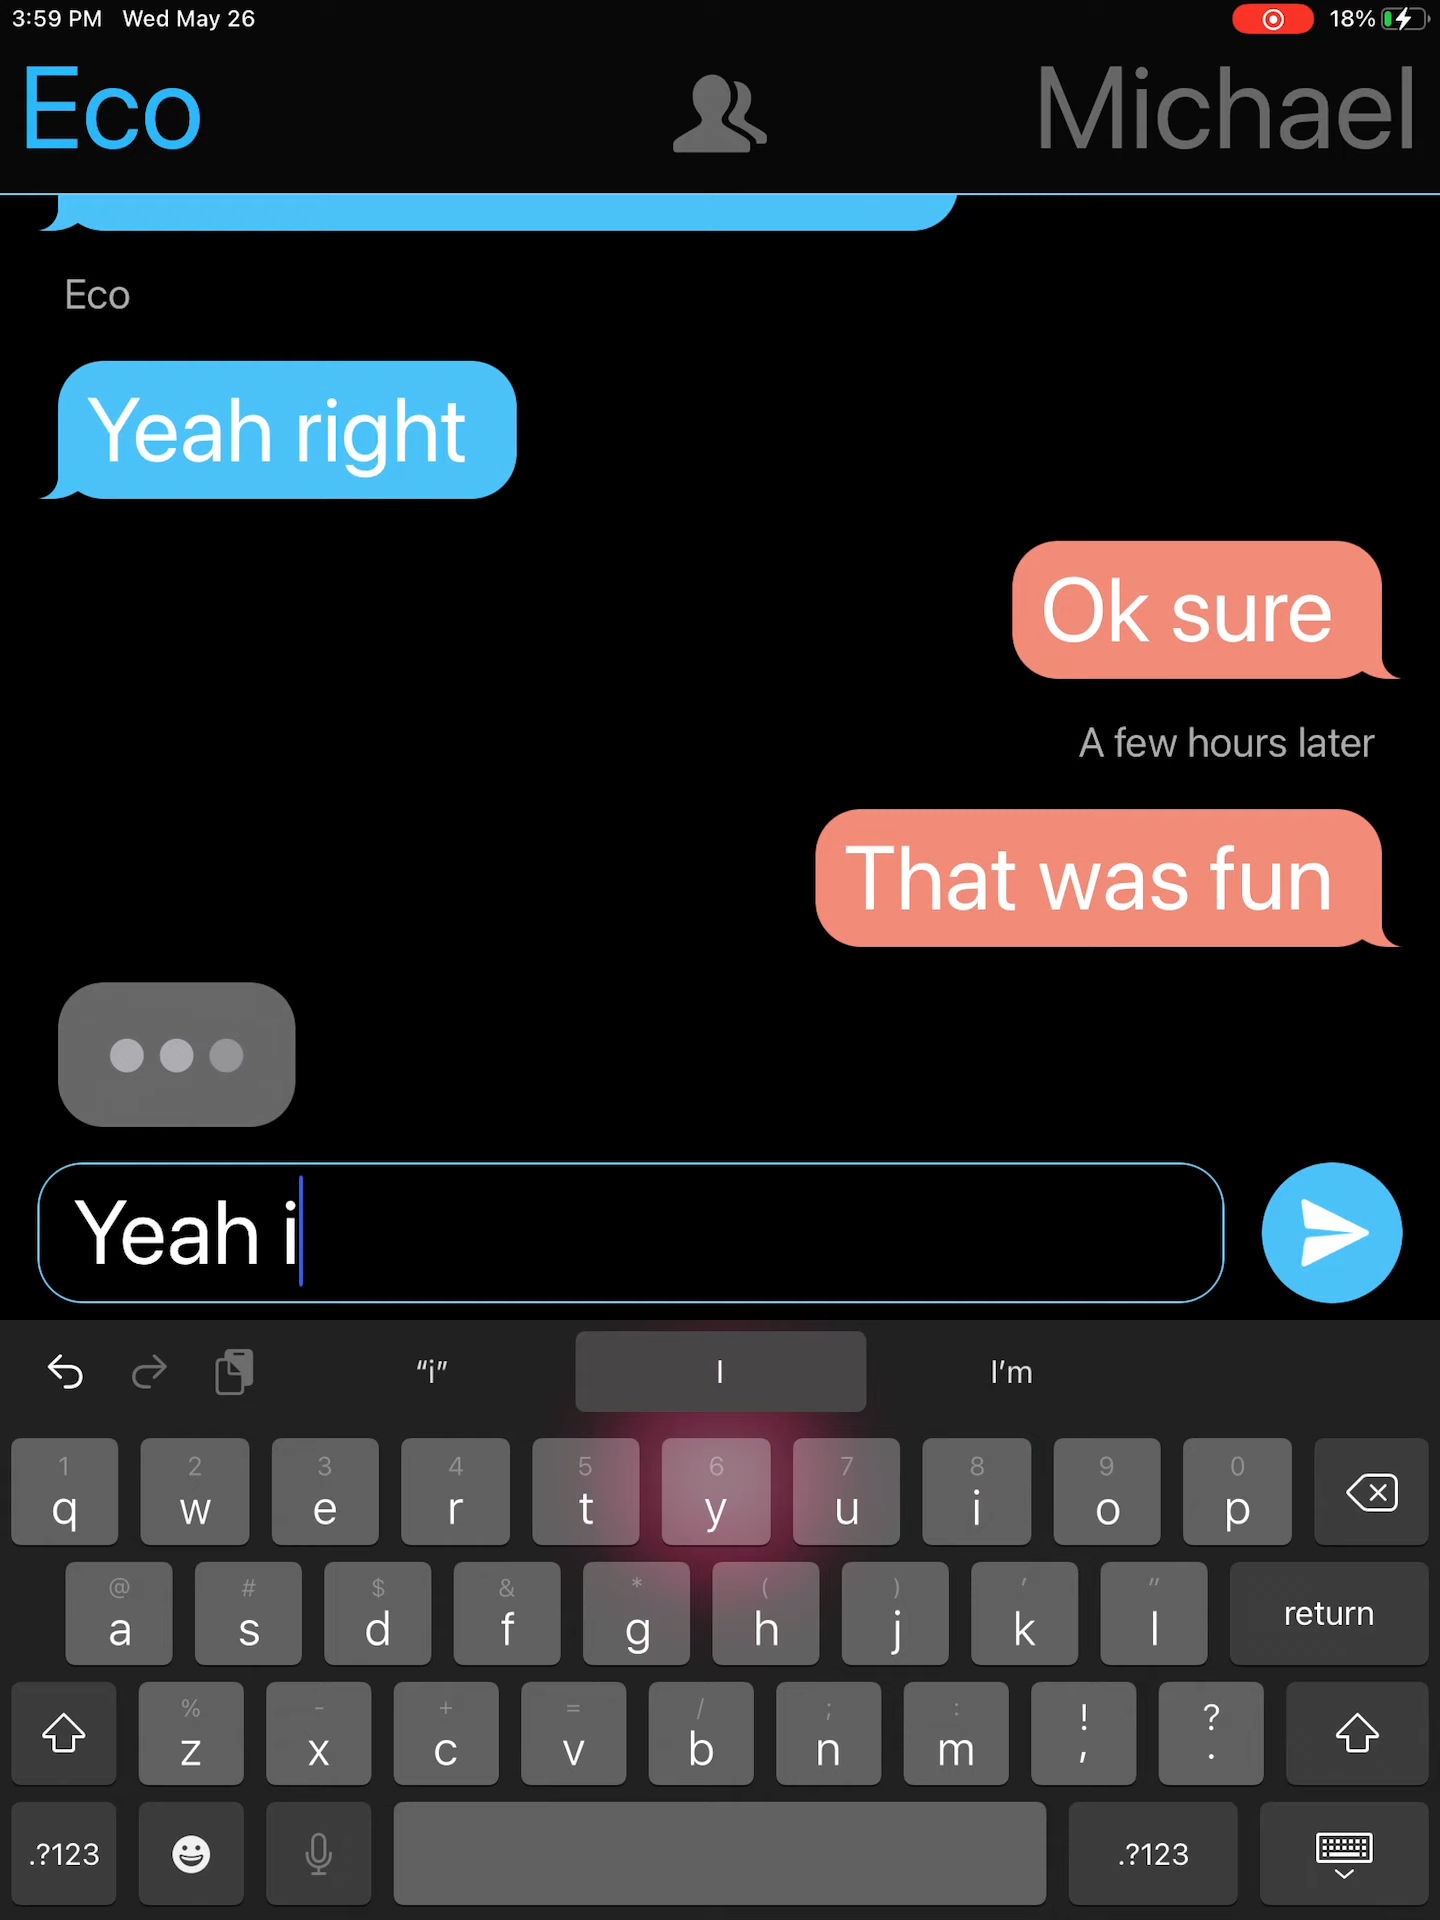 3:59 PM Wed May 26
18%
Eco
Michael
Eco
Yeah right
Ok sure
A few hours later
That was fun
Yeah i
“i” I I’m
1 2 3 4 5 6 7 8 9 0
q w e r t y u i o p
@ # $ & * ( ) ' "
a s d f g h j k l return
% - + = / ; : ! ?
z x c v b n m , .
.?123 .?123